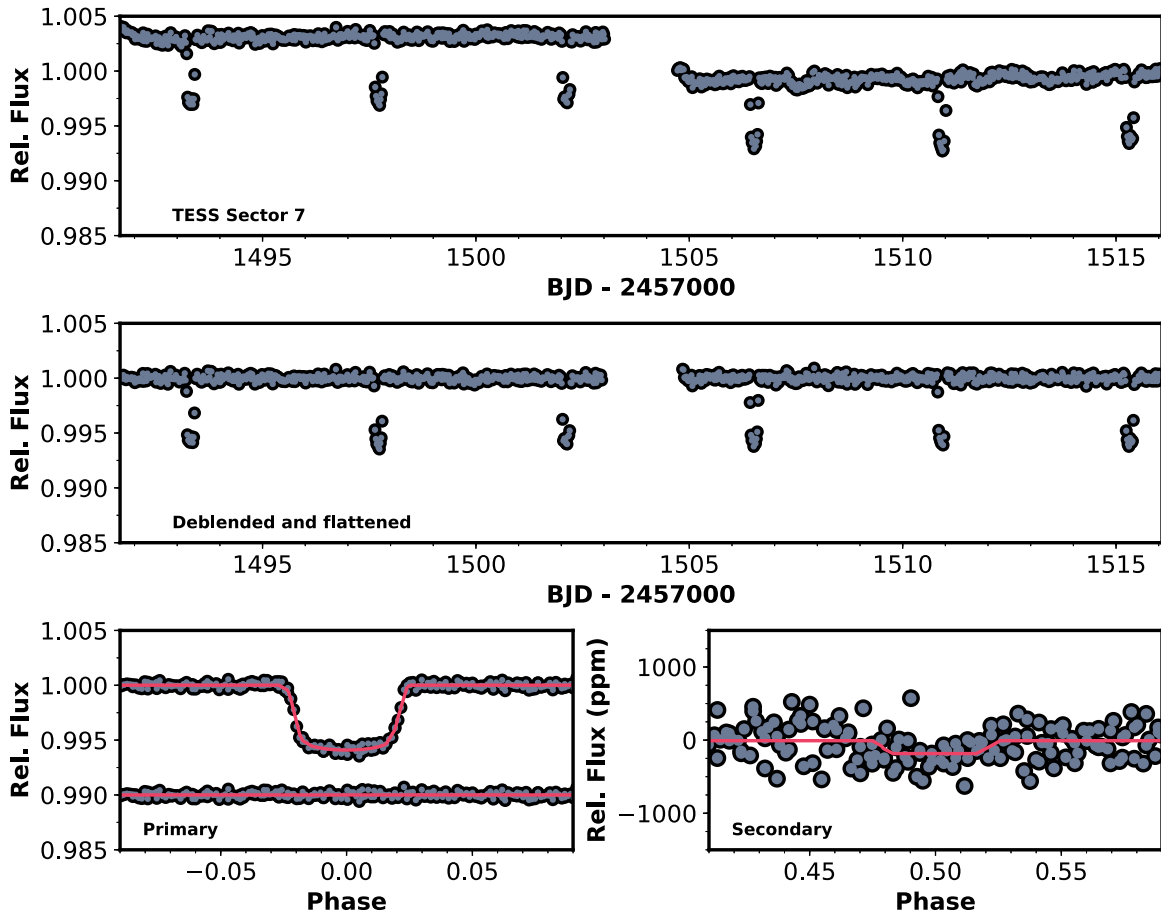 1.005
1.000
0.995
0.990
0.985
Rel. Flux
TESS Sector 7
1495 1500 1505 1510 1515
BJD - 2457000
1.005
1.000
0.995
0.990
0.985
Rel. Flux
Deblended and flattened
1495 1500 1505 1510 1515
BJD - 2457000
1.005
1.000
0.995
0.990
0.985
Rel. Flux
Primary
−0.05 0.00 0.05
Phase
1000
0
−1000
Rel. Flux (ppm)
Secondary
0.45 0.50 0.55
Phase